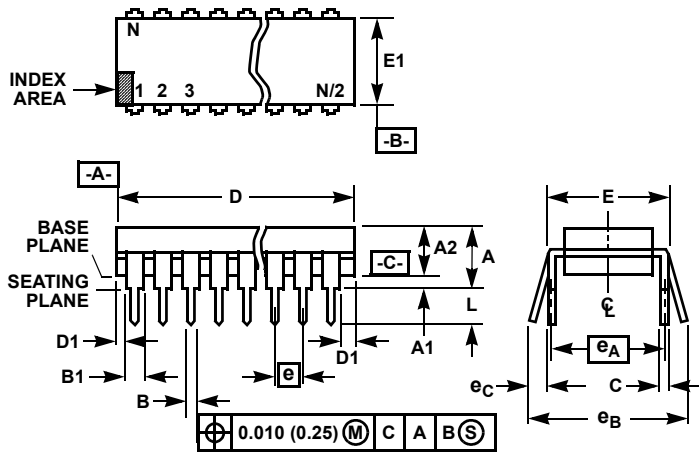 N
E1
INDEX
AREA
1 2 3 N/2
-B-
-A-
D
E
BASE
PLANE
A2
A
-C-
SEATING
PLANE
L
C L
D1
A1
D1
eA
B1
e
eC
C
B
eB
0.010 (0.25) M C A B S